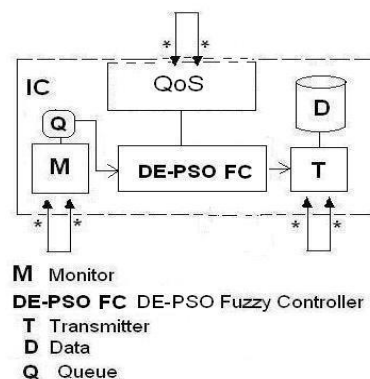 * *
IC
QoS
D
Q
M
DE-PSO FC
T
* *
* *
M Monitor
DE-PSO FC DE-PSO Fuzzy Controller
T Transmitter
D Data
Q Queue